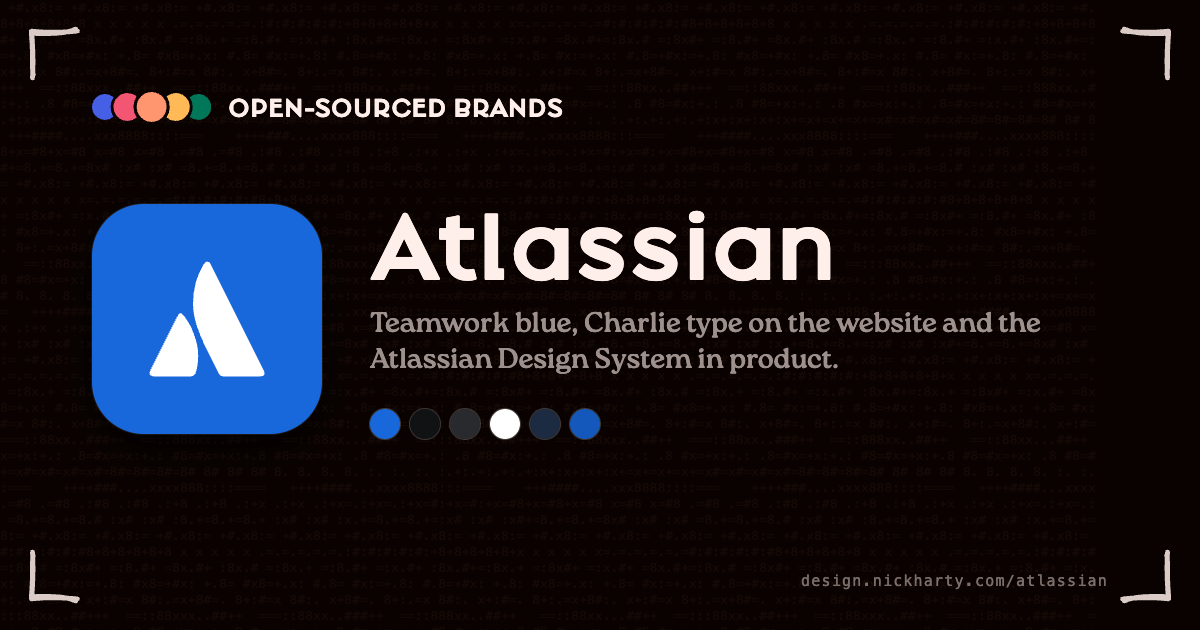 OPEN-SOURCED BRANDS
Atlassian
Teamwork blue, Charlie type on the website and the
Atlassian Design System in product.
design.nickharty.com/atlassian